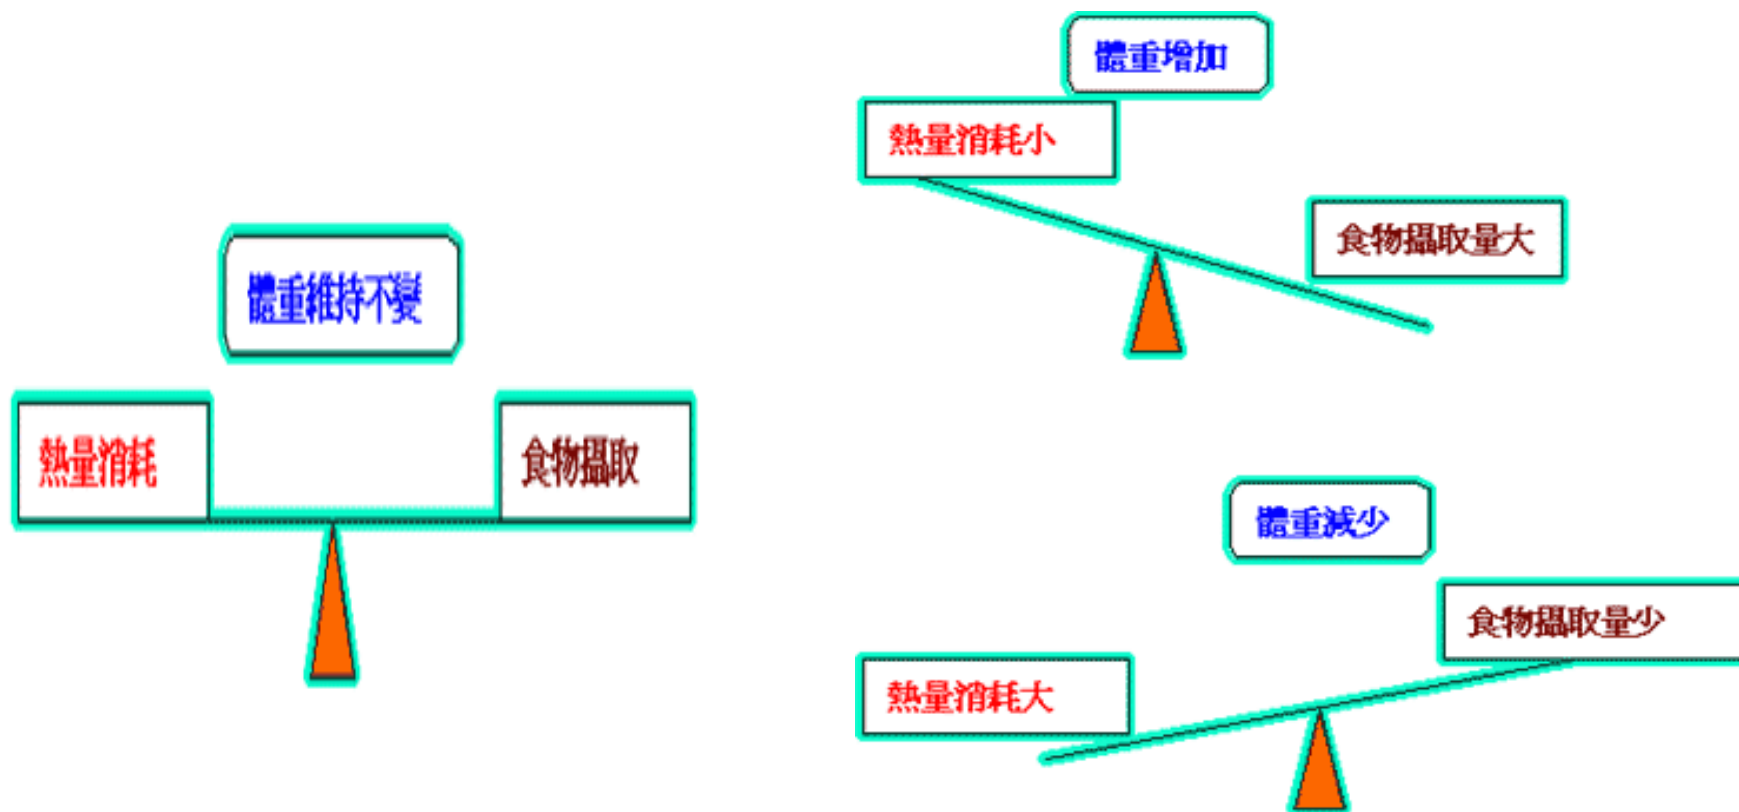 體重維持不變
熱量消耗
食物攝取
體重增加
熱量消耗小
食物攝取量大
體重減少
食物攝取量少
熱量消耗大